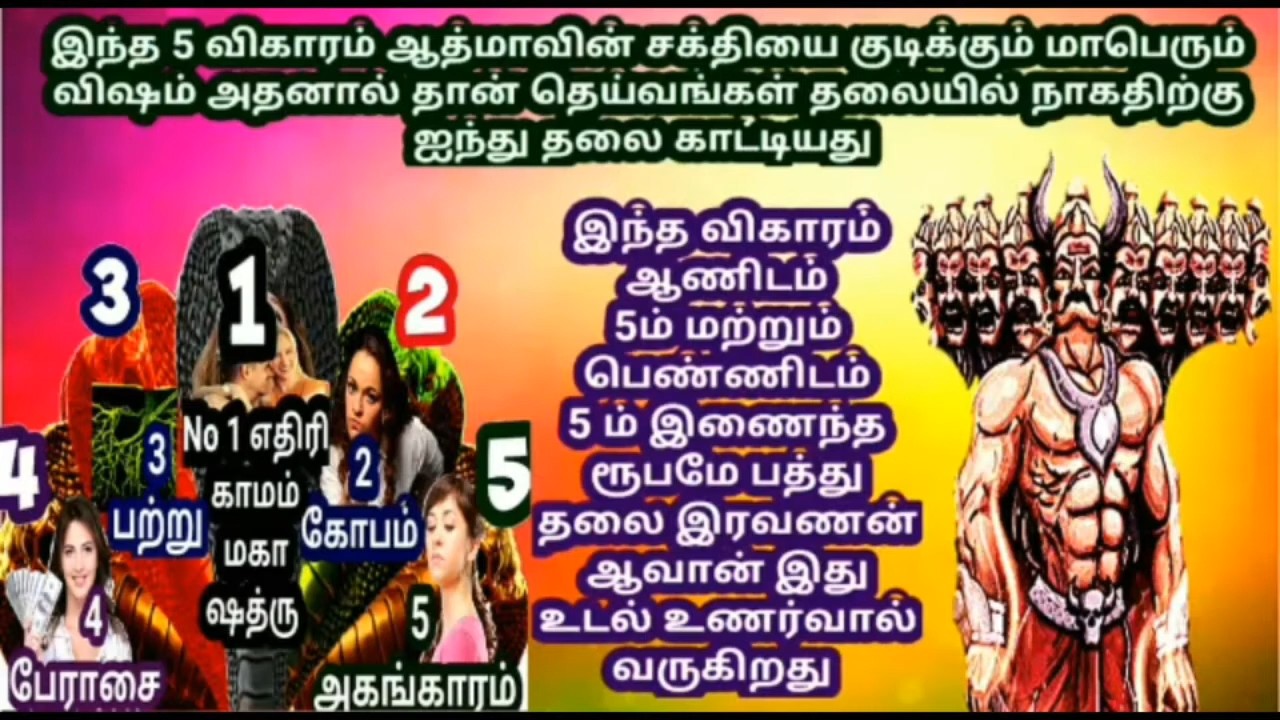 இந்த 5 விகாரம் ஆத்மாவின் சக்தியை குடிக்கும் மாபெரும்
விஷம் அதனால் தான் தெய்வங்கள் தலையில் நாகதிற்கு
ஐந்து தலை காட்டியது
இந்த விகாரம்
ஆணிடம்
5ம் மற்றும்
பெண்ணிடம்
5 ம் இணைந்த
ரூபமே பத்து
தலை இரவணன்
ஆவான் இது
உடல் உணர்வால்
வருகிறது
1
No 1 எதிரி
காமம்
மகா
ஷத்ரு
2
2
கோபம்
3
3
பற்று
4
4
பேராசை
5
5
அகங்காரம்